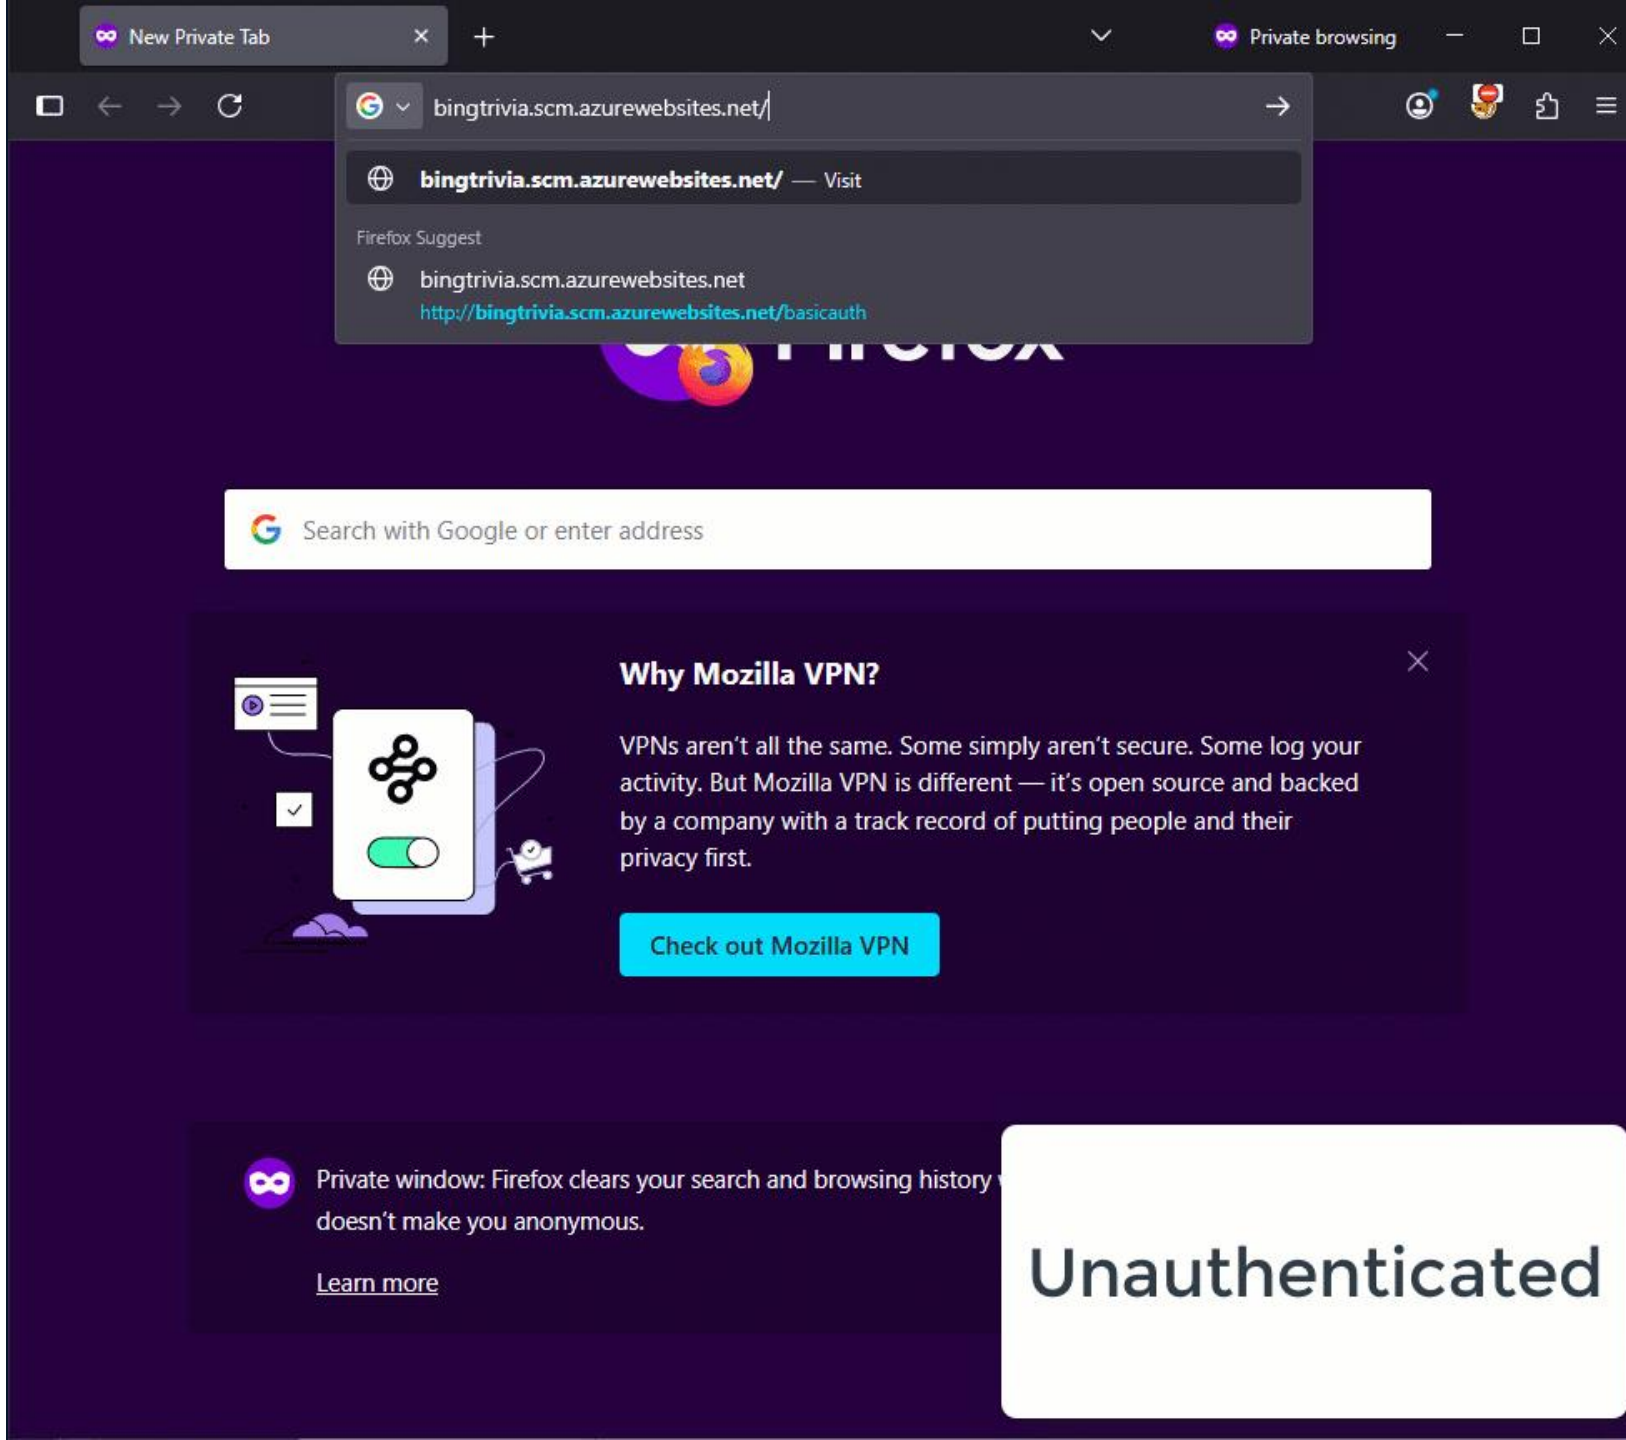 New Private Tab
Private browsing
bingtrivia.scm.azurewebsites.net/
bingtrivia.scm.azurewebsites.net/ — Visit
Firefox Suggest
bingtrivia.scm.azurewebsites.net
http://bingtrivia.scm.azurewebsites.net/basicauth
Firefox
Search with Google or enter address
Why Mozilla VPN?
VPNs aren't all the same. Some simply aren't secure. Some log your
activity. But Mozilla VPN is different — it's open source and backed
by a company with a track record of putting people and their
privacy first.
Check out Mozilla VPN
Private window: Firefox clears your search and browsing history
doesn't make you anonymous.
Learn more
Unauthenticated